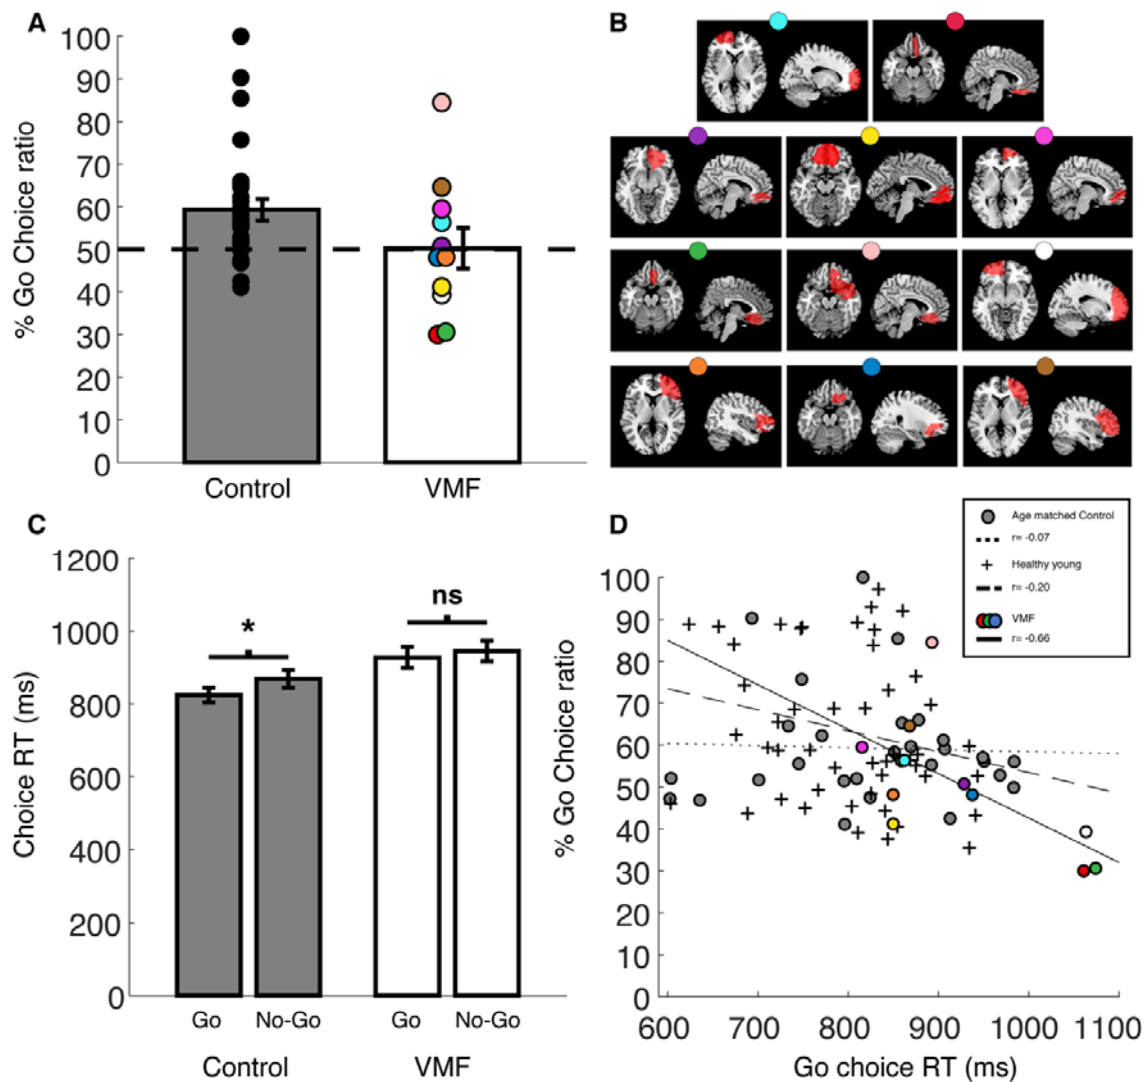 A
100
90
80
70
60
50
40
30
20
10
0
% Go Choice ratio
Control
VMF
B
C
1200
1000
800
600
400
200
0
Choice RT (ms)
*
ns
Go
No-Go
Go
No-Go
Control
VMF
D
Age matched Control
r= -0.07
Healthy young
r= -0.20
VMF
r= -0.66
100
90
80
70
60
50
40
30
20
10
0
% Go Choice ratio
600
700
800
900
1000
1100
Go choice RT (ms)